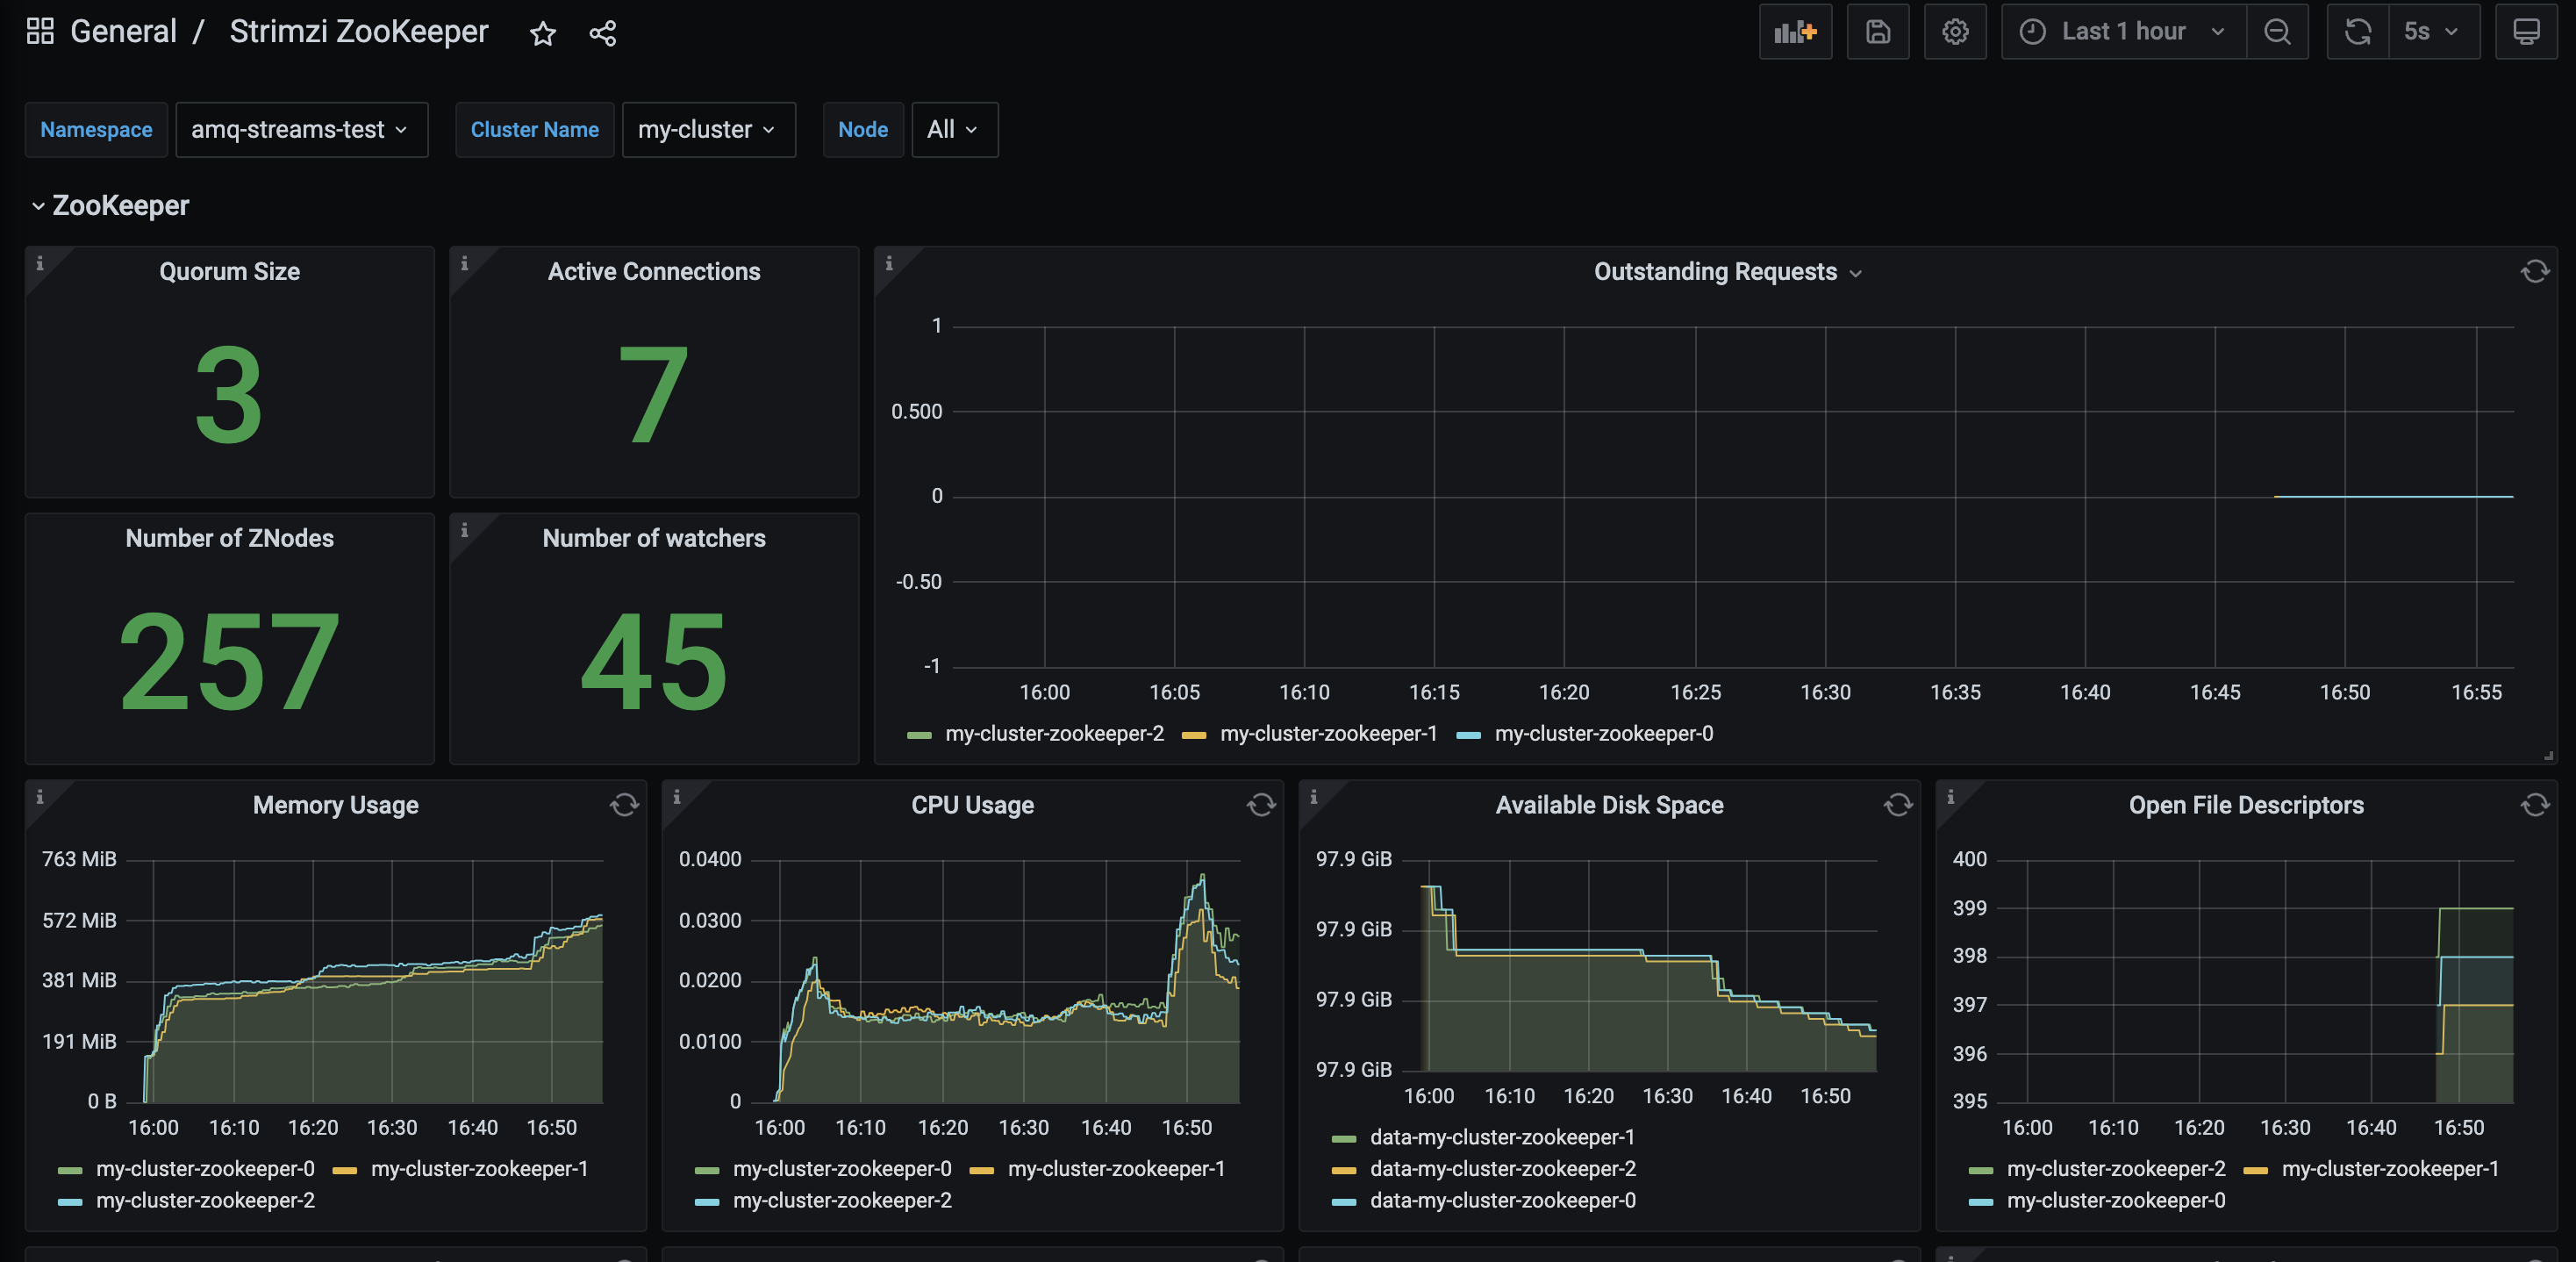 General / Strimzi ZooKeeper
Last 1 hour
5s
Namespace amq-streams-test Cluster Name my-cluster Node All
ZooKeeper
Quorum Size
3
Active Connections
7
Number of ZNodes
257
Number of watchers
45
Outstanding Requests
1
0.500
0
-0.50
-1
16:00 16:05 16:10 16:15 16:20 16:25 16:30 16:35 16:40 16:45 16:50 16:55
my-cluster-zookeeper-2 my-cluster-zookeeper-1 my-cluster-zookeeper-0
Memory Usage
763 MiB
572 MiB
381 MiB
191 MiB
0 B
16:00 16:10 16:20 16:30 16:40 16:50
my-cluster-zookeeper-0 my-cluster-zookeeper-1
my-cluster-zookeeper-2
CPU Usage
0.0400
0.0300
0.0200
0.0100
0
16:00 16:10 16:20 16:30 16:40 16:50
my-cluster-zookeeper-0 my-cluster-zookeeper-1
my-cluster-zookeeper-2
Available Disk Space
97.9 GiB
97.9 GiB
97.9 GiB
97.9 GiB
16:00 16:10 16:20 16:30 16:40 16:50
data-my-cluster-zookeeper-1
data-my-cluster-zookeeper-2
data-my-cluster-zookeeper-0
Open File Descriptors
400
399
398
397
396
395
16:00 16:10 16:20 16:30 16:40 16:50
my-cluster-zookeeper-2 my-cluster-zookeeper-1
my-cluster-zookeeper-0